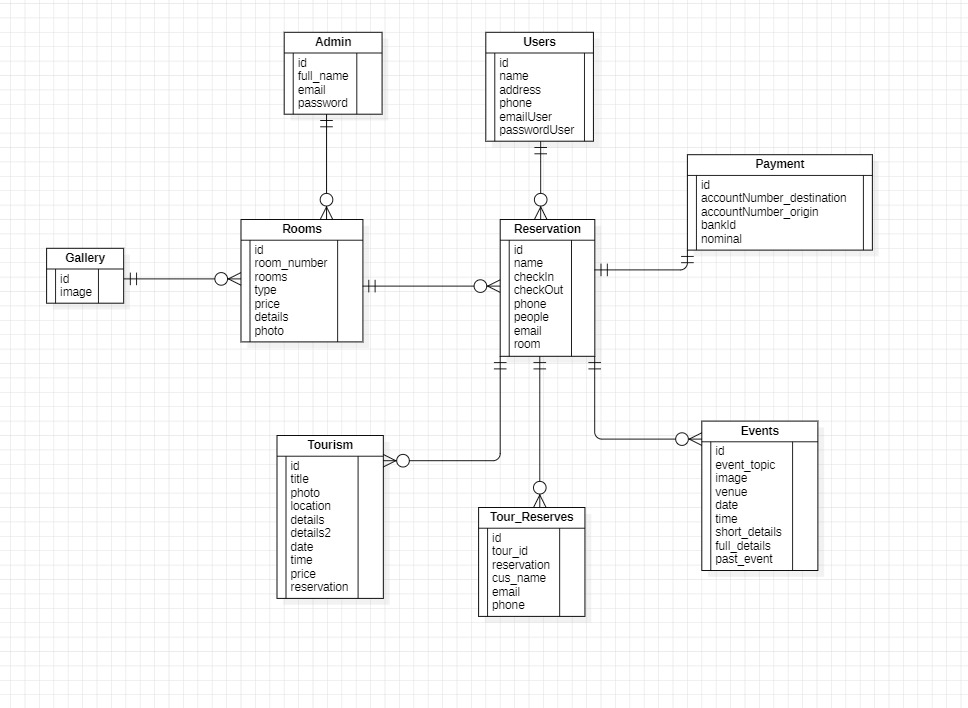 Admin
id
full_name
email
password
Users
id
name
address
phone
emailUser
passwordUser
Payment
id
accountNumber_destination
accountNumber_origin
bankId
nominal
Gallery
id
image
Rooms
id
room_number
rooms
type
price
details
photo
Reservation
id
name
checkIn
checkOut
phone
people
email
room
Tourism
id
title
photo
location
details
details2
date
time
price
reservation
Tour_Reserves
id
tour_id
reservation
cus_name
email
phone
Events
id
event_topic
image
venue
date
time
short_details
full_details
past_event